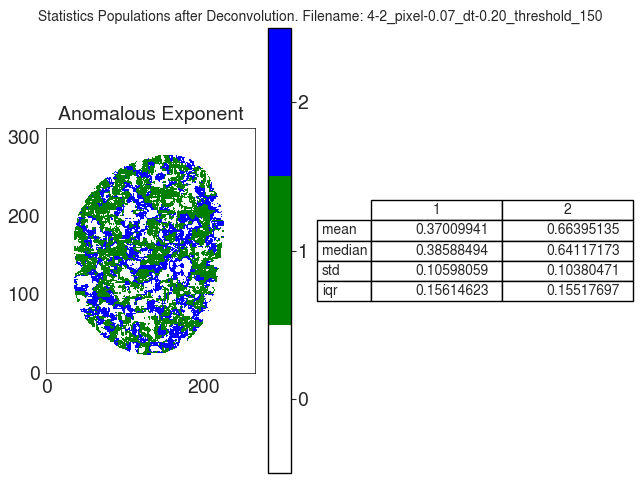 Statistics Populations after Deconvolution. Filename: 4-2_pixel-0.07_dt-0.20_threshold_150
Anomalous Exponent
300
200
100
0
0 200
2
1
0
1 2
mean 0.37009941 0.66395135
median 0.38588494 0.64117173
std 0.10598059 0.10380471
iqr 0.15614623 0.15517697